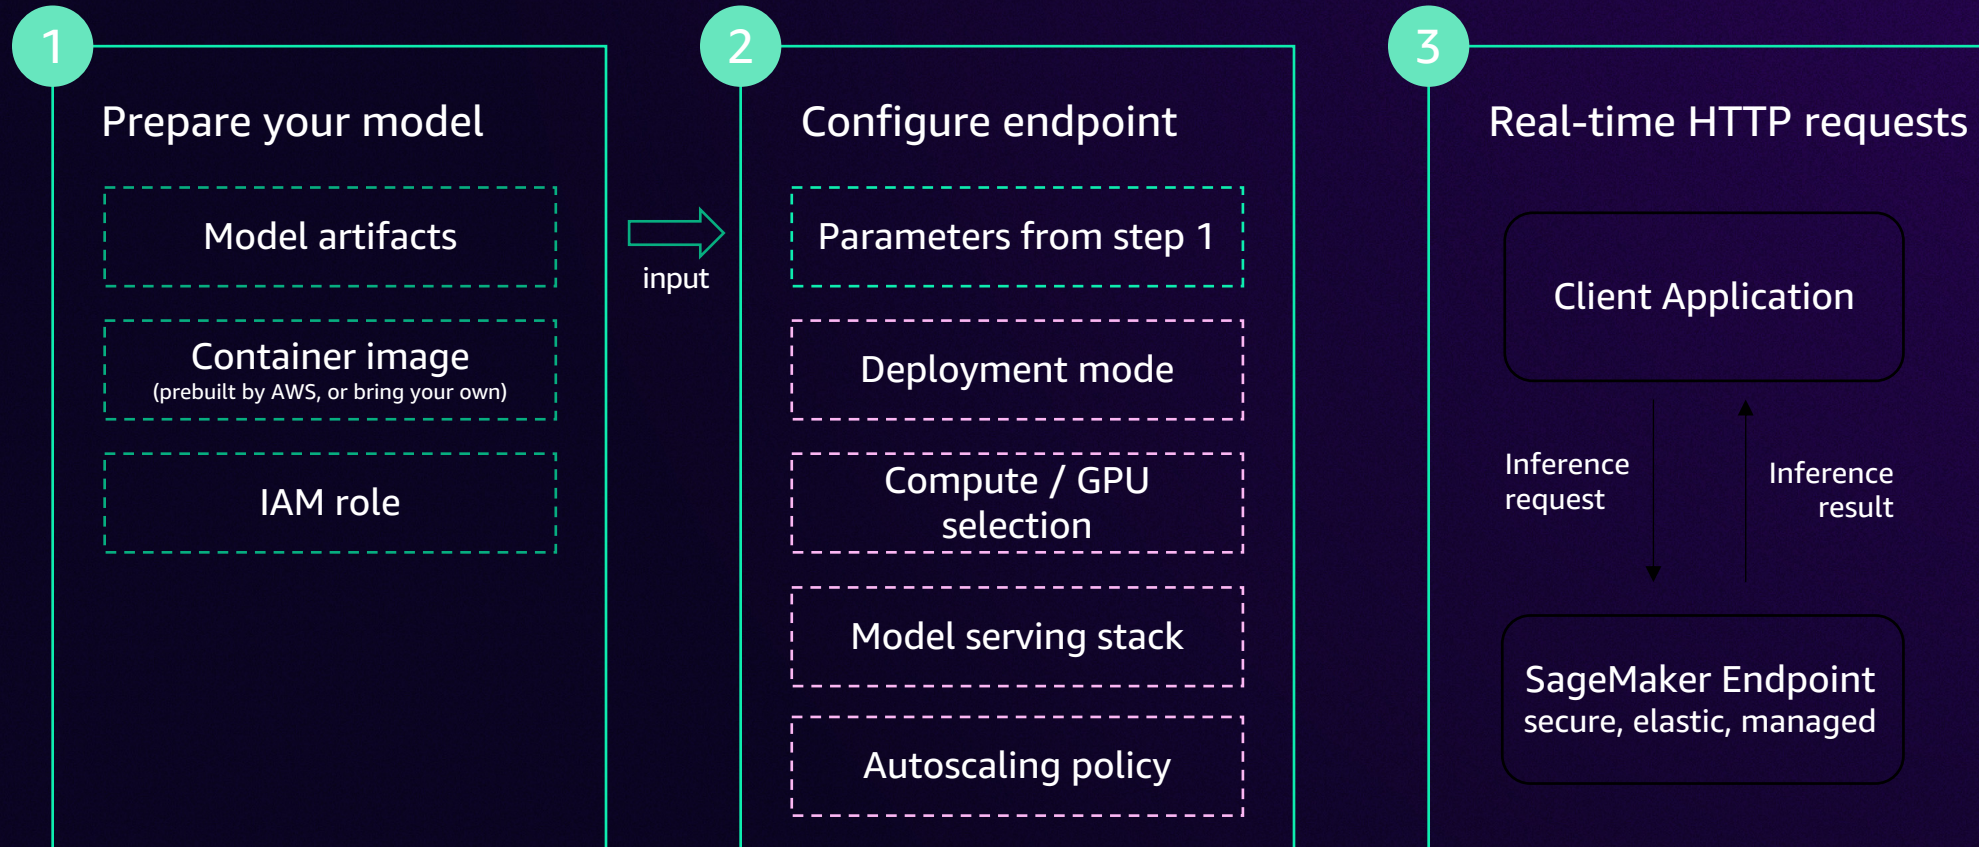 1
Prepare your model
Model artifacts
Container image
(prebuilt by AWS, or bring your own)
IAM role
input
2
Configure endpoint
Parameters from step 1
Deployment mode
Compute / GPU
selection
Model serving stack
Autoscaling policy
3
Real-time HTTP requests
Client Application
Inference
request
Inference
result
SageMaker Endpoint
secure, elastic, managed